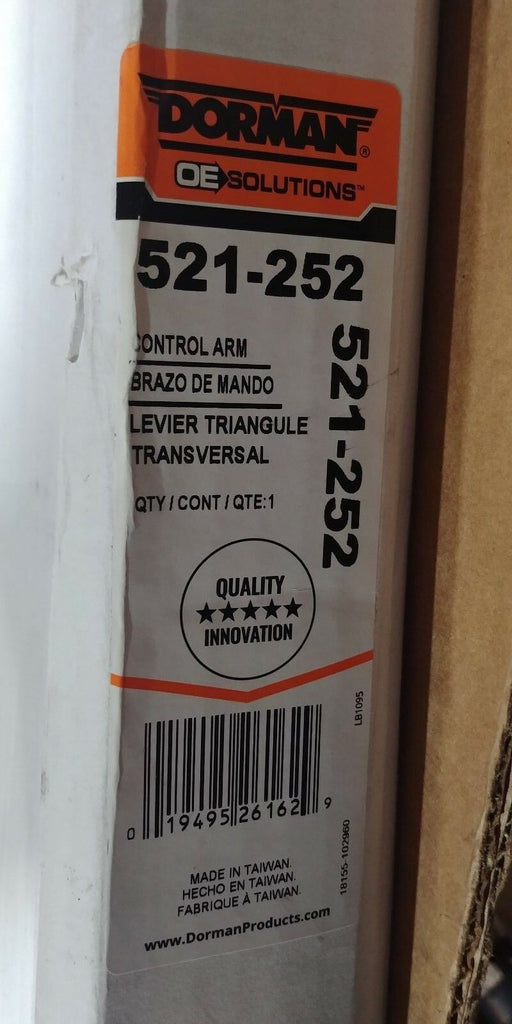 DORMAN®
OE SOLUTIONS™
521-252
521-252
CONTROL ARM
BRAZO DE MANDO
LEVIER TRIANGULE
TRANSVERSAL
QTY / CONT / QTE:1
QUALITY
★★★★★
INNOVATION
LB1095
0 19495 26162 9
18155-102960
MADE IN TAIWAN.
HECHO EN TAIWAN.
FABRIQUE À TAIWAN.
www.DormanProducts.com